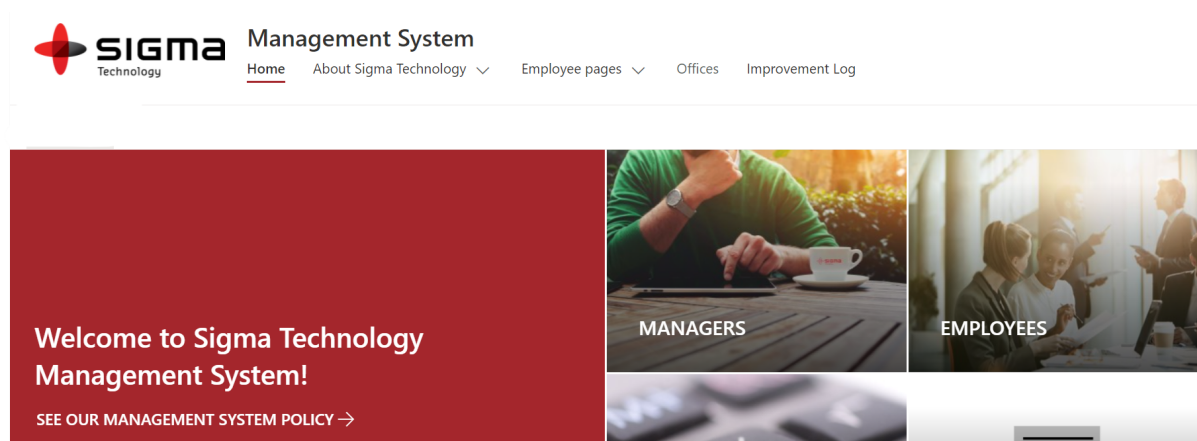 sigma
Technology
Management System
Home About Sigma Technology Employee pages Offices Improvement Log
Welcome to Sigma Technology
Management System!
SEE OUR MANAGEMENT SYSTEM POLICY →
MANAGERS
EMPLOYEES